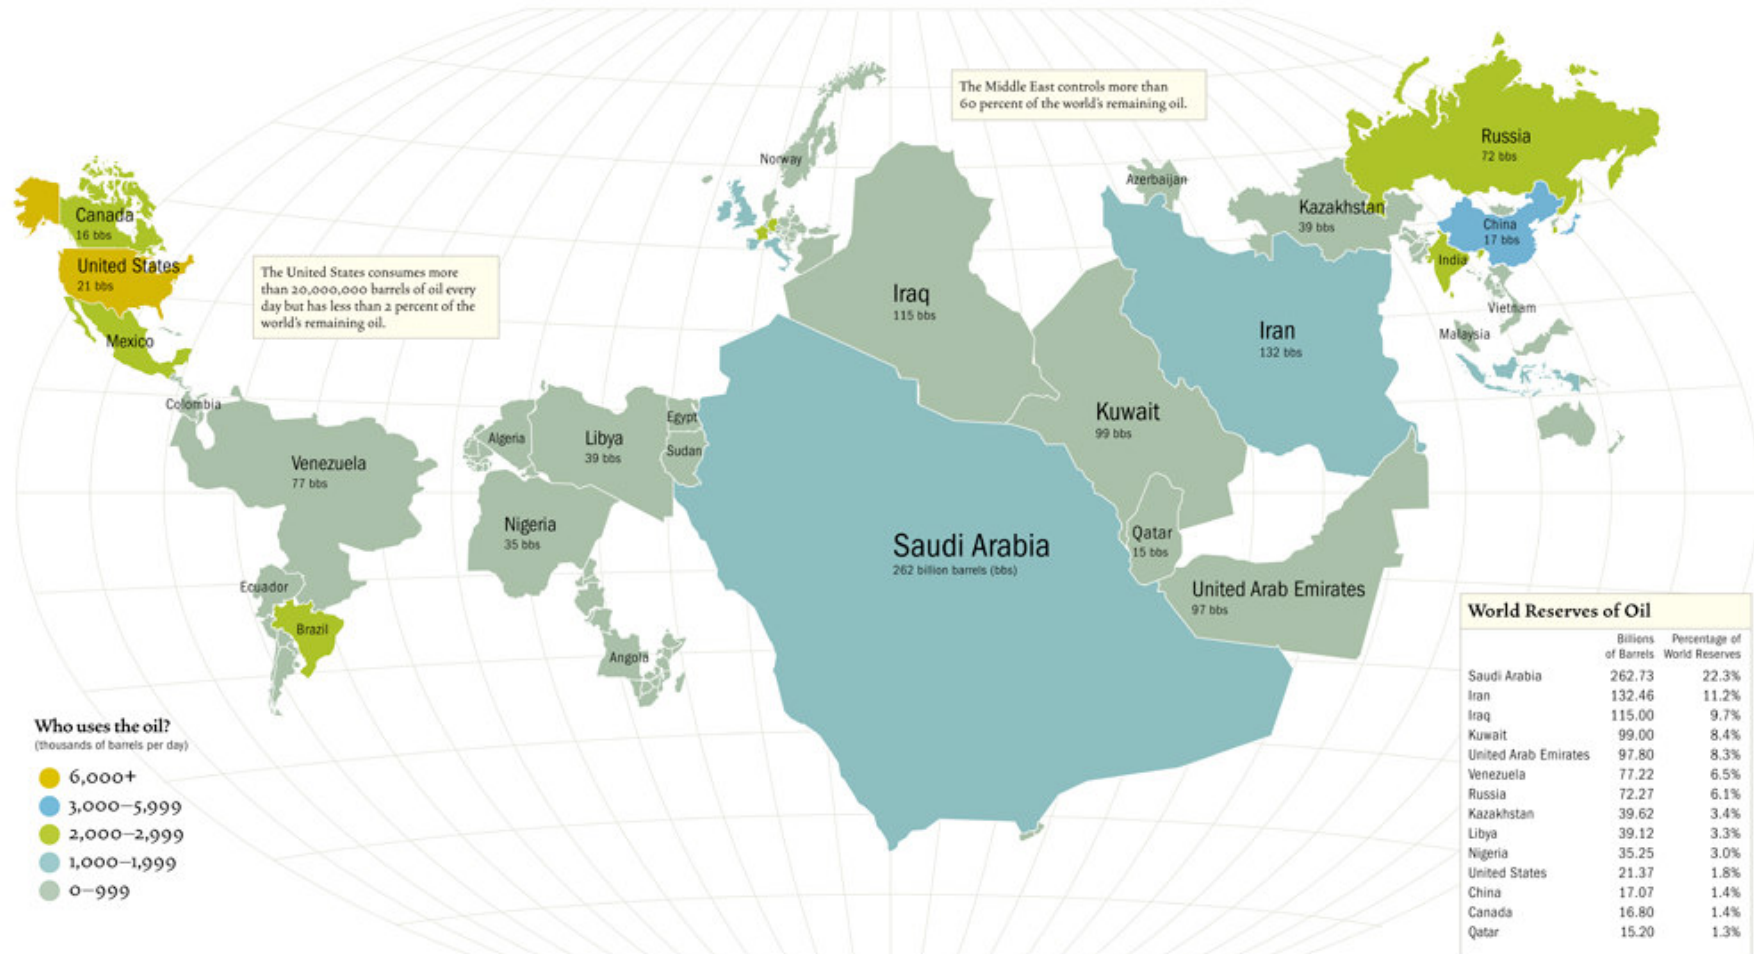 The Middle East controls more than
60 percent of the world's remaining oil.
Norway
Azerbaijan
Russia
72 bbs
Kazakhstan
39 bbs
China
17 bbs
India
Vietnam
Malaysia
Canada
16 bbs
United States
21 bbs
Mexico
The United States consumes more
than 20,000,000 barrels of oil every
day but has less than 2 percent of the
world's remaining oil.
Iraq
115 bbs
Iran
132 bbs
Kuwait
99 bbs
Colombia
Venezuela
77 bbs
Ecuador
Brazil
Algeria
Libya
39 bbs
Egypt
Sudan
Nigeria
35 bbs
Angola
Saudi Arabia
262 billion barrels (bbs)
Qatar
15 bbs
United Arab Emirates
97 bbs
Who uses the oil?
(thousands of barrels per day)
6,000+
3,000–5,999
2,000–2,999
1,000–1,999
0–999
World Reserves of Oil
Billions Percentage of
of Barrels World Reserves
Saudi Arabia 262.73 22.3%
Iran 132.46 11.2%
Iraq 115.00 9.7%
Kuwait 99.00 8.4%
United Arab Emirates 97.80 8.3%
Venezuela 77.22 6.5%
Russia 72.27 6.1%
Kazakhstan 39.62 3.4%
Libya 39.12 3.3%
Nigeria 35.25 3.0%
United States 21.37 1.8%
China 17.07 1.4%
Canada 16.80 1.4%
Qatar 15.20 1.3%